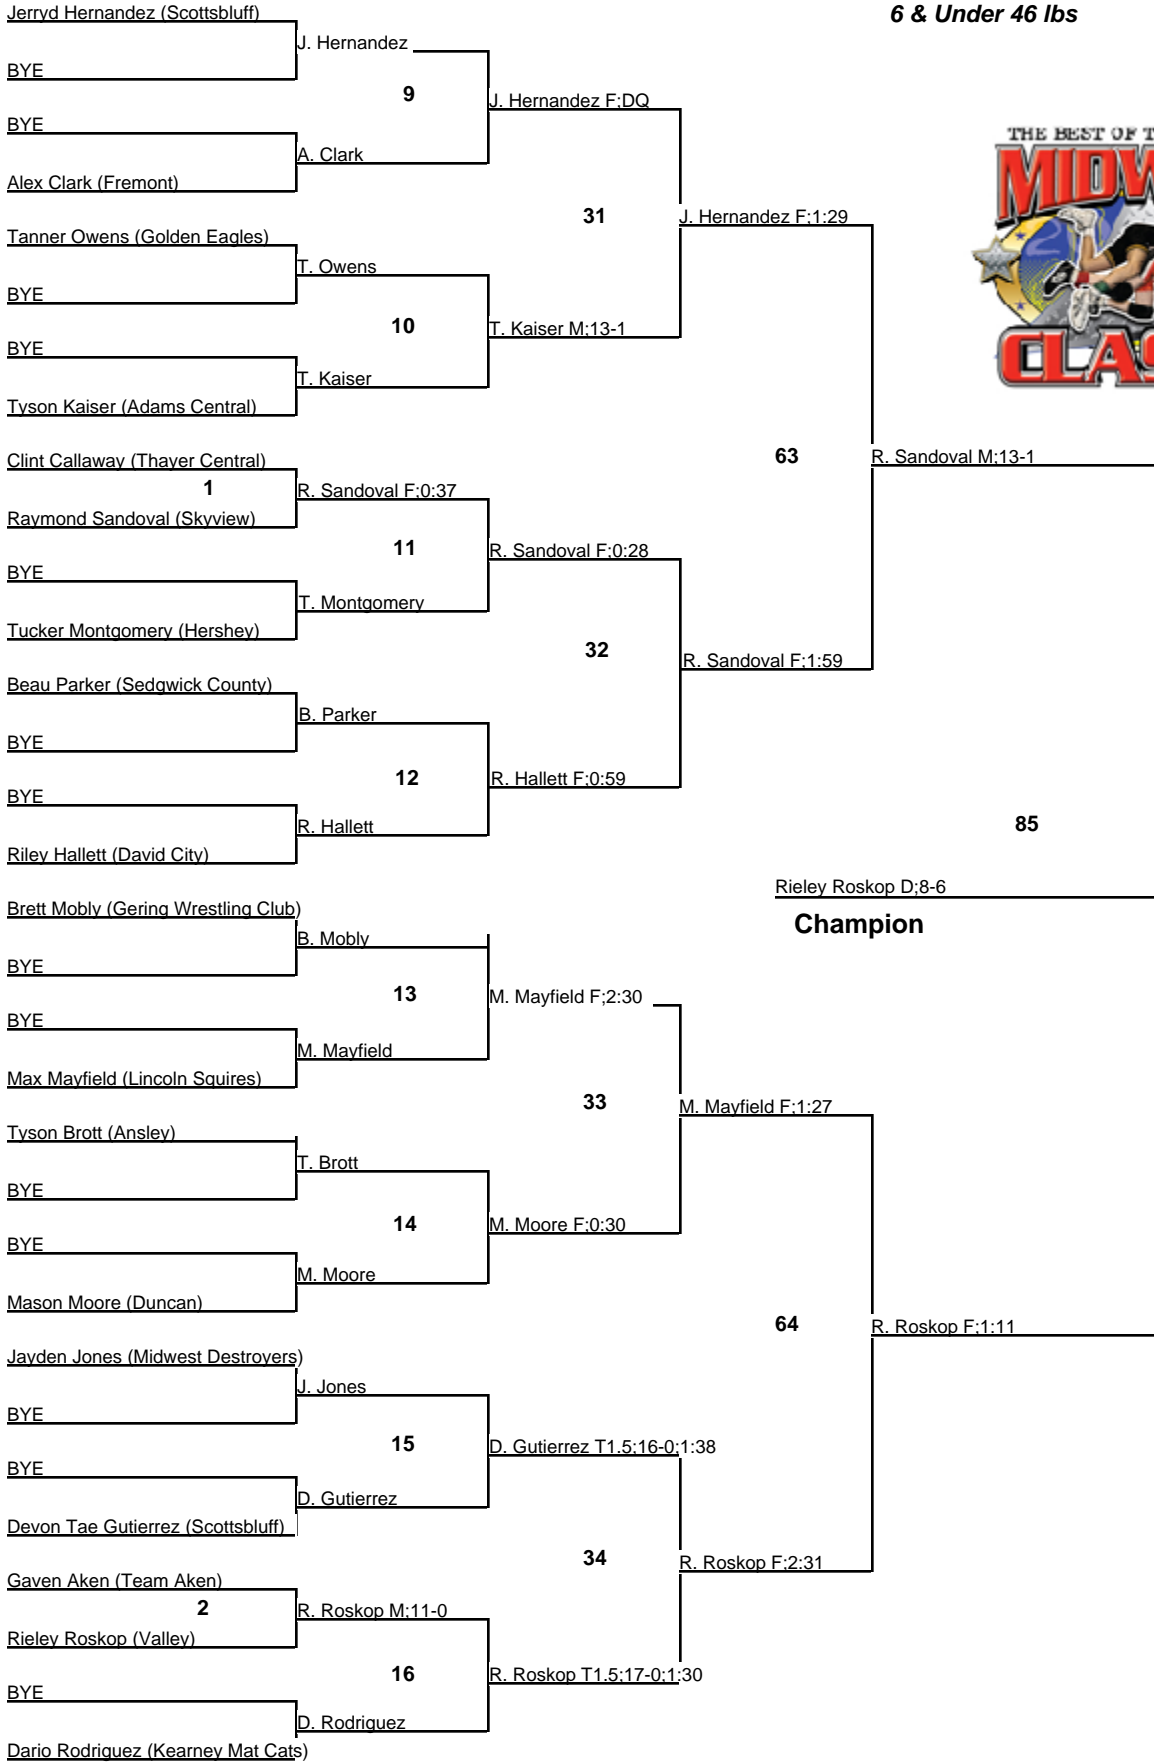 6 & Under 46 lbs
Jerryd Hernandez (Scottsbluff)
J. Hernandez
BYE
9
J. Hernandez F;DQ
BYE
A. Clark
Alex Clark (Fremont)
31
J. Hernandez F;1:29
Tanner Owens (Golden Eagles)
T. Owens
BYE
10
T. Kaiser M;13-1
BYE
T. Kaiser
Tyson Kaiser (Adams Central)
63
R. Sandoval M;13-1
Clint Callaway (Thayer Central)
1
R. Sandoval F;0:37
Raymond Sandoval (Skyview)
11
R. Sandoval F;0:28
BYE
T. Montgomery
Tucker Montgomery (Hershey)
32
R. Sandoval F;1:59
Beau Parker (Sedgwick County)
B. Parker
BYE
12
R. Hallett F;0:59
BYE
R. Hallett
Riley Hallett (David City)
85
Rieley Roskop D;8-6
Champion
Brett Mobly (Gering Wrestling Club)
B. Mobly
BYE
13
M. Mayfield F;2:30
BYE
M. Mayfield
Max Mayfield (Lincoln Squires)
33
M. Mayfield F;1:27
Tyson Brott (Ansley)
T. Brott
BYE
14
M. Moore F;0:30
BYE
M. Moore
Mason Moore (Duncan)
64
R. Roskop F;1:11
Jayden Jones (Midwest Destroyers)
J. Jones
BYE
15
D. Gutierrez T1.5;16-0;1:38
BYE
D. Gutierrez
Devon Tae Gutierrez (Scottsbluff)
34
R. Roskop F;2:31
Gaven Aken (Team Aken)
2
R. Roskop M;11-0
Rieley Roskop (Valley)
16
R. Roskop T1.5;17-0;1:30
BYE
D. Rodriguez
Dario Rodriguez (Kearney Mat Cats)
THE BEST OF